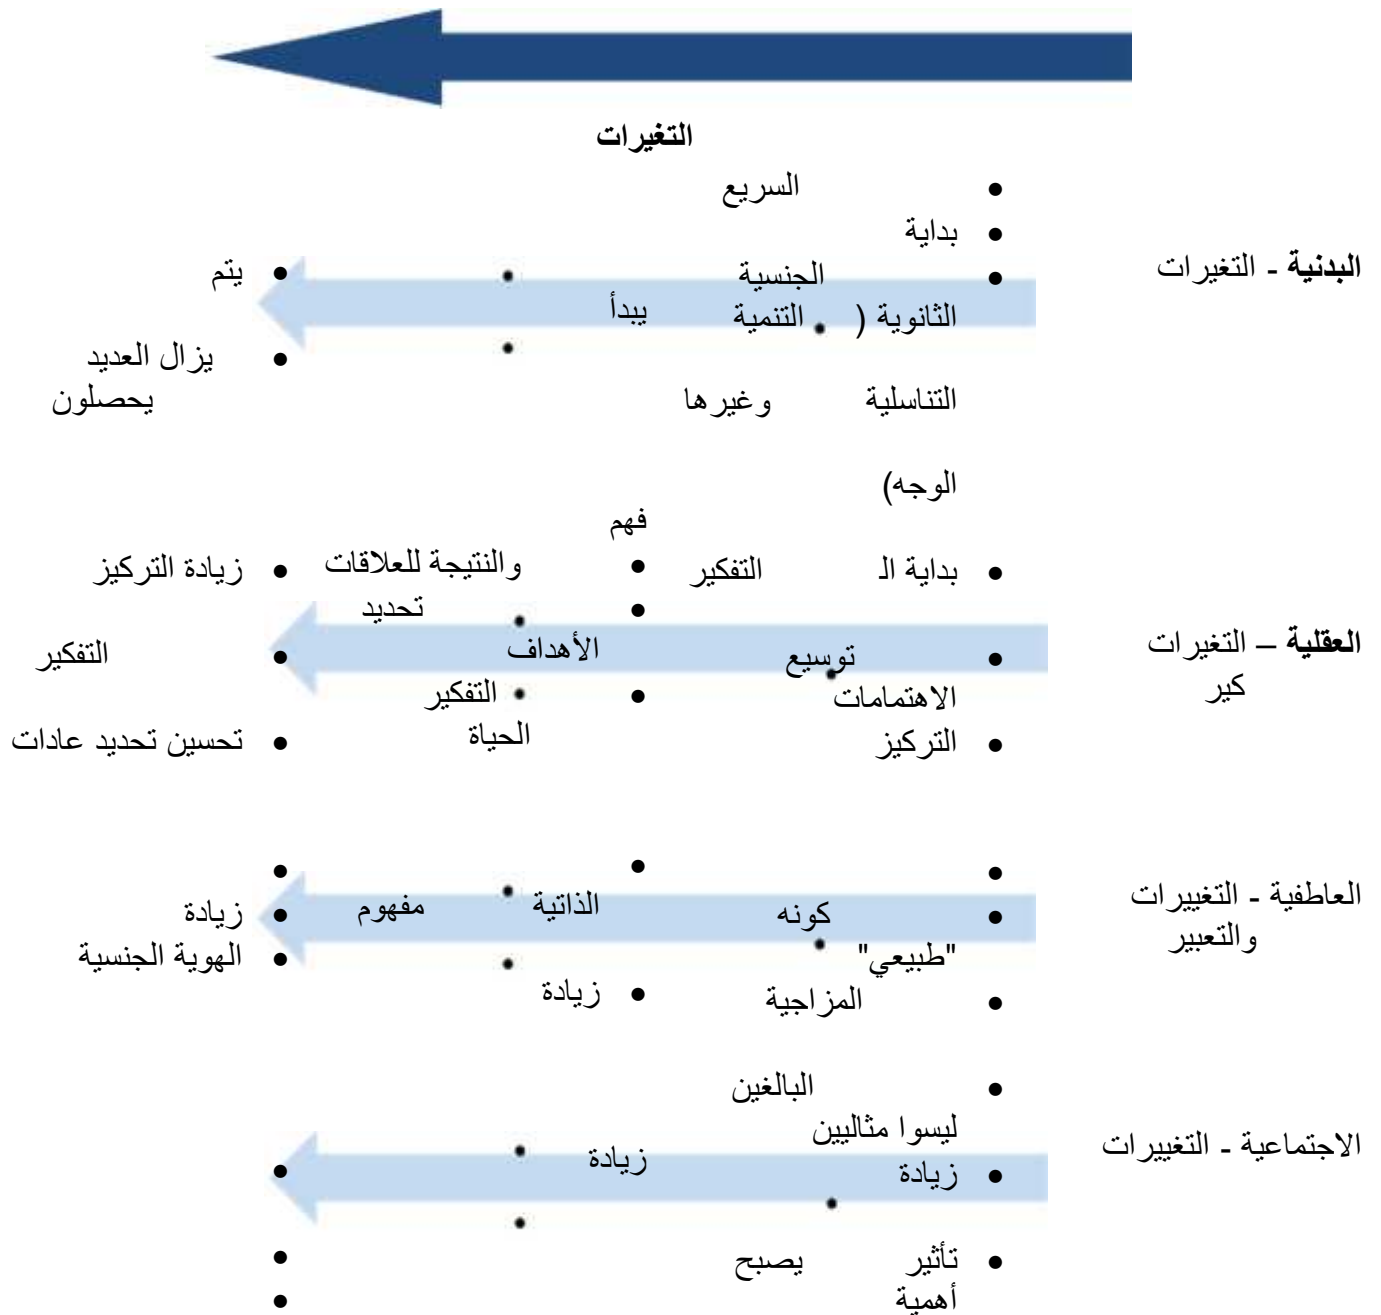 التغيرات
البدنية - التغيرات
• السريع
• بداية
• الجنسية
الثانوية ( التنمية
التناسلية وغيرها
الوجه)
• يبدأ
•
• يتم
• يزال العديد
يحصلون
العقلية – التغيرات
كير
• بداية الـ التفكير
• توسيع
الاهتمامات
• التركيز
فهم
• والنتيجة للعلاقات
• تحديد
الأهداف
• التفكير
الحياة
• زيادة التركيز
• التفكير
• تحسين تحديد عادات
العاطفية - التغييرات
والتعبير
•
• كونه
"طبيعي"
• المزاجية
•
الذاتية مفهوم
• زيادة
•
• زيادة
• الهوية الجنسية
الاجتماعية - التغييرات
• البالغين
ليسوا مثاليين
• زيادة
• تأثير يصبح
أهمية
زيادة
•
•
•